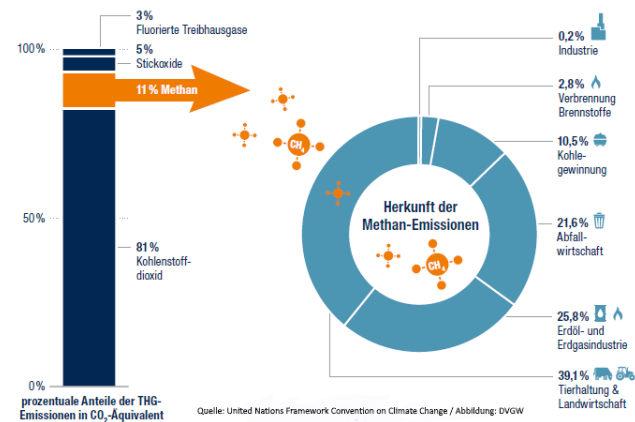 3%
Fluorierte Treibhausgase
100%
5%
Stickoxide
11% Methan
50%
81%
Kohlenstoff-
dioxid
0%
prozentuale Anteile der THG-
Emissionen in CO₂-Äquivalent
CH₄
Herkunft der
Methan-Emissionen
CH₄
0,2%
Industrie
2,8%
Verbrennung
Brennstoffe
10,5%
Kohle-
gewinnung
21,6%
Abfall-
wirtschaft
25,8%
Erdöl- und
Erdgasindustrie
39,1%
Tierhaltung &
Landwirtschaft
Quelle: United Nations Framework Convention on Climate Change / Abbildung: DVGW